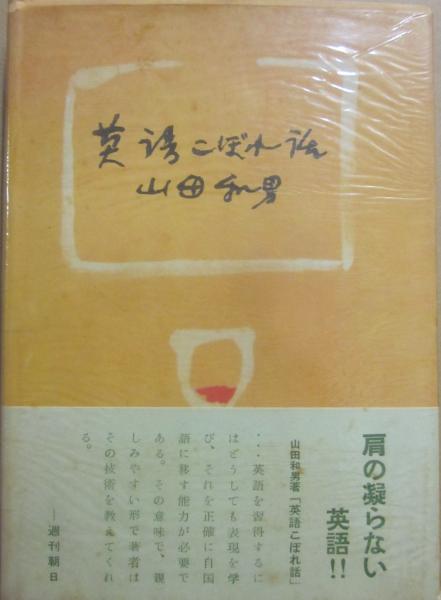 英語こぼれ話
山田和男
肩の凝らない
英語!!
山田和男著「英語こぼれ話」
･･･英語を習得するに
はどうしても表現を学
び、それを正確に自国
語に移す能力が必要で
ある。その意味で、親
しみやすい形で著者は
その技術を教えてくれ
る。
―週刊朝日